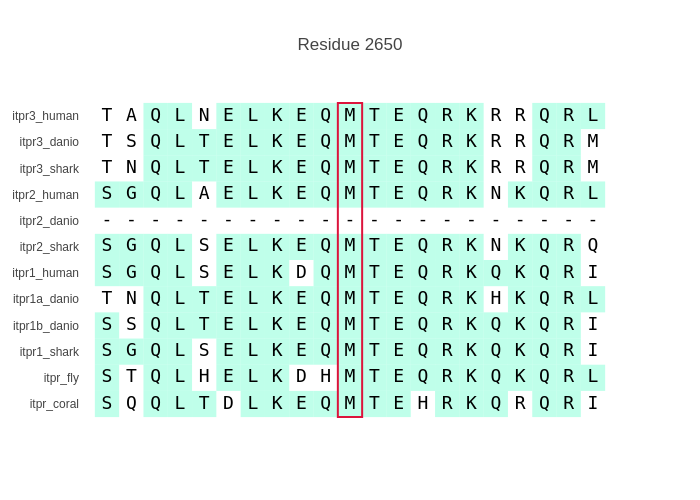 Residue 2650
itpr3_human T A Q L N E L K E Q M T E Q R K R R Q R L
itpr3_danio T S Q L T E L K E Q M T E Q R K R R Q R M
itpr3_shark T N Q L T E L K E Q M T E Q R K R R Q R M
itpr2_human S G Q L A E L K E Q M T E Q R K N K Q R L
itpr2_danio - - - - - - - - - - - - - - - - - - - - -
itpr2_shark S G Q L S E L K E Q M T E Q R K N K Q R Q
itpr1_human S G Q L S E L K D Q M T E Q R K Q K Q R I
itpr1a_danio T N Q L T E L K E Q M T E Q R K H K Q R L
itpr1b_danio S S Q L T E L K E Q M T E Q R K Q K Q R I
itpr1_shark S G Q L S E L K E Q M T E Q R K Q K Q R I
itpr_fly S T Q L H E L K D H M T E Q R K Q K Q R L
itpr_coral S Q Q L T D L K E Q M T E H R K Q R Q R I